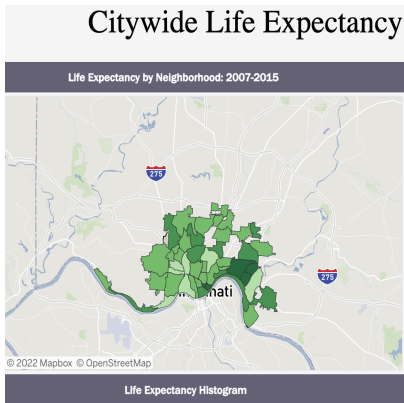 Citywide Life Expectancy
Life Expectancy by Neighborhood: 2007-2015
275
275
© 2022 Mapbox © OpenStreetMap
Life Expectancy Histogram